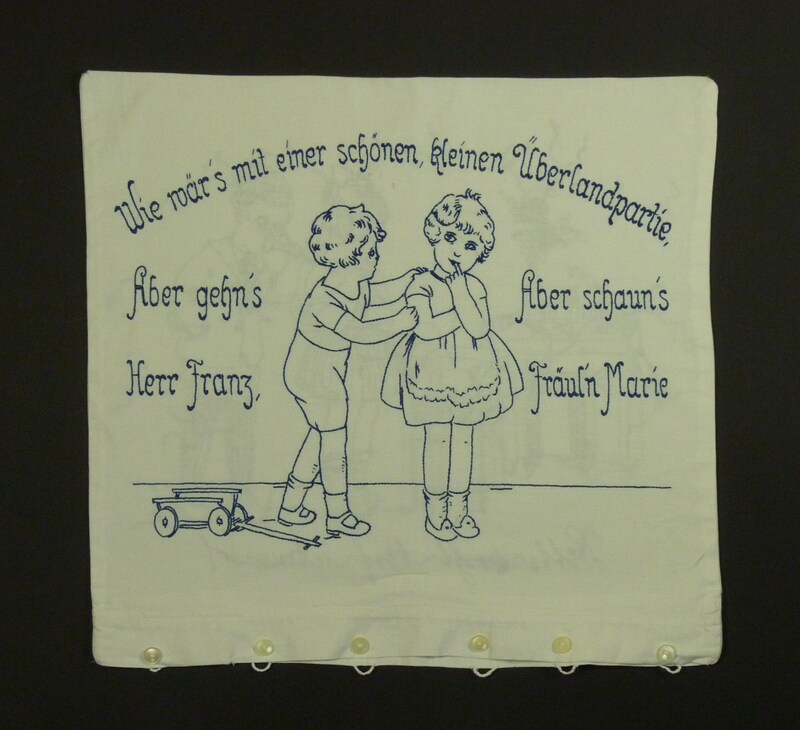 Wie wär's mit einer schönen, kleinen Überlandpartie,
Aber gehn's
Herr Franz,
Aber schaun's
Fräul'n Marie